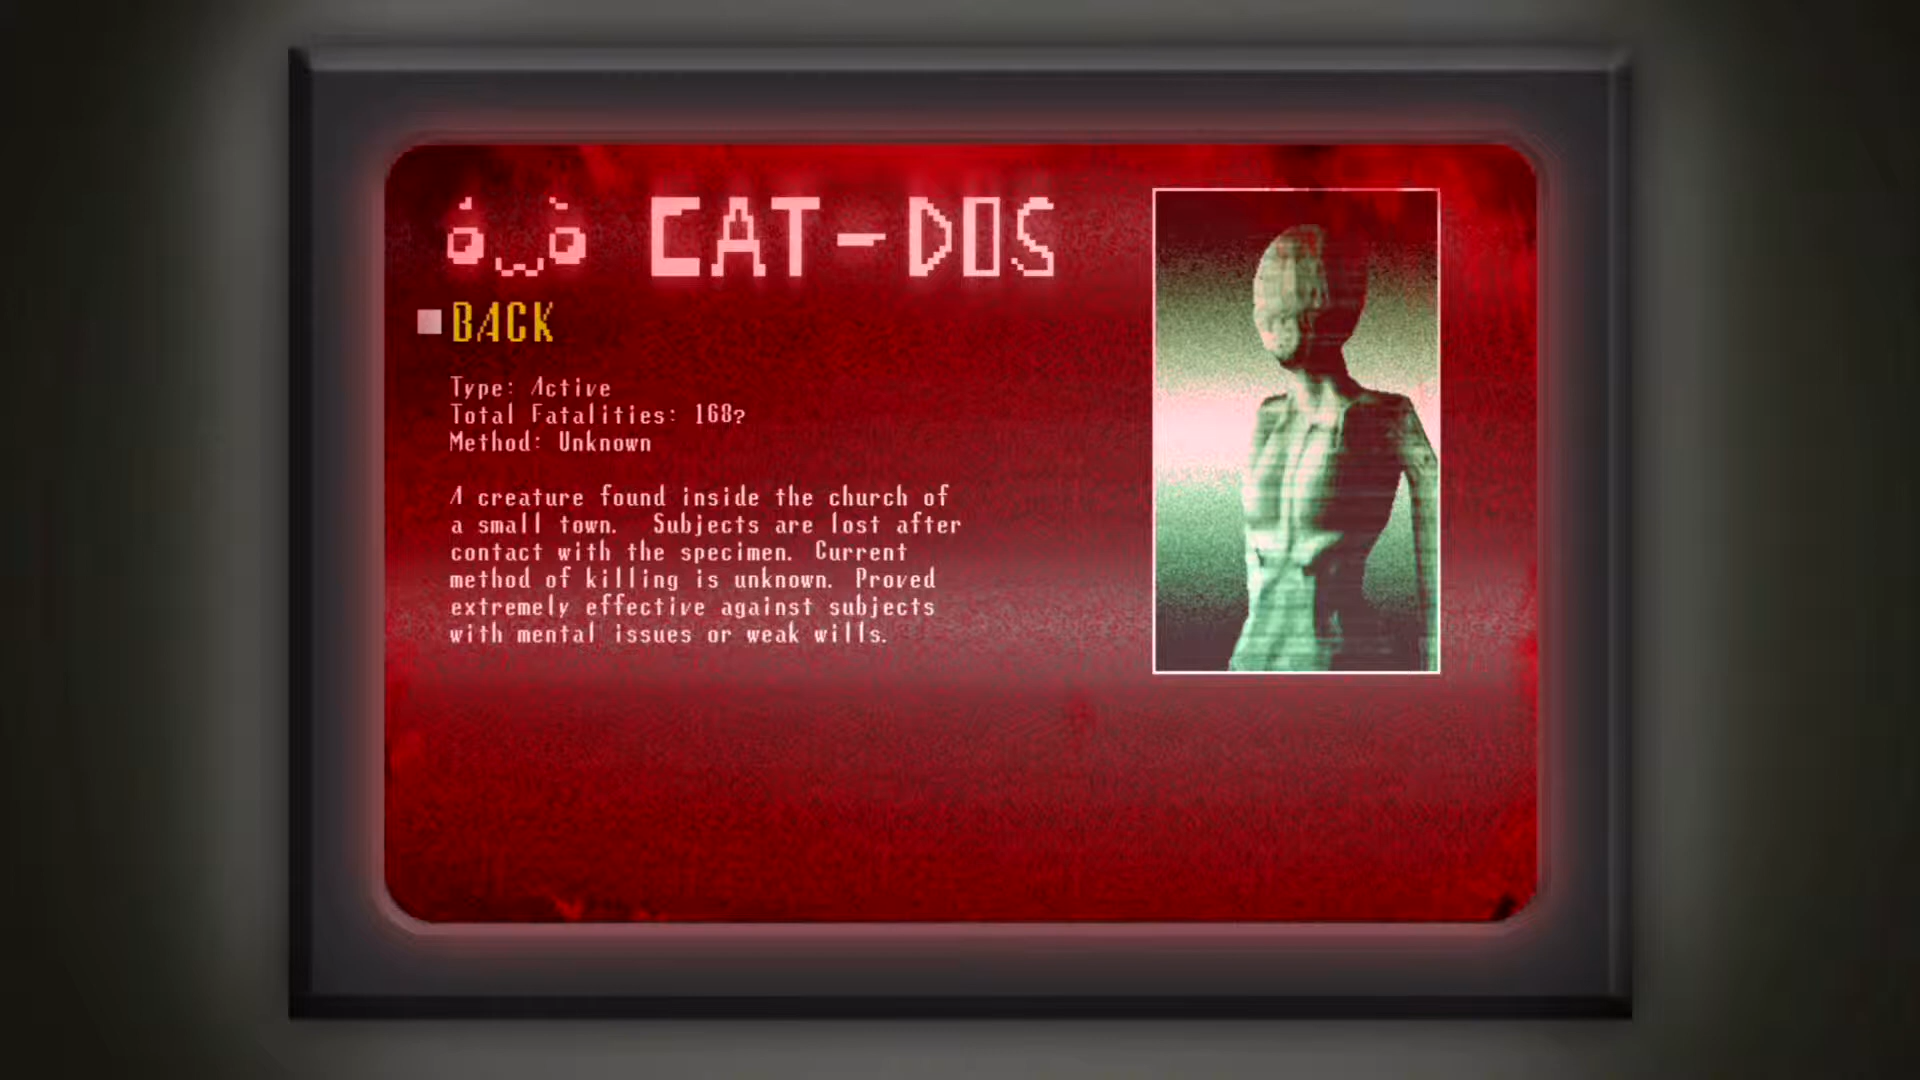 CAT-DOS
BACK
Type: Active
Total Fatalities: 168?
Method: Unknown
A creature found inside the church of
a small town. Subjects are lost after
contact with the specimen. Current
method of killing is unknown. Proved
extremely effective against subjects
with mental issues or weak wills.